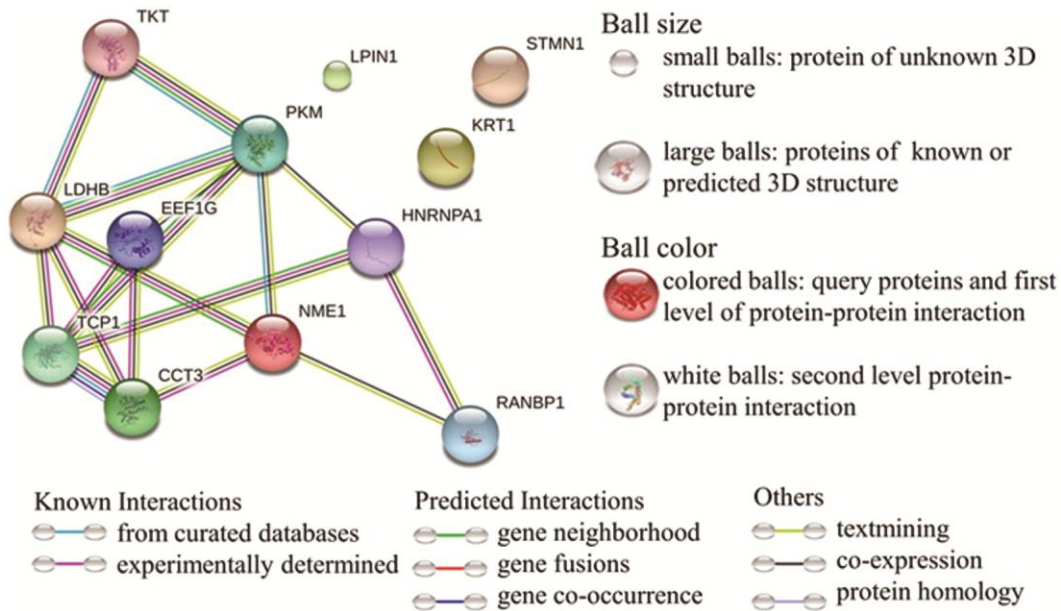 TKT
LPIN1
STMN1
PKM
KRT1
LDHB
EEF1G
HNRNPA1
TCP1
NME1
CCT3
RANBP1
Ball size
small balls: protein of unknown 3D
structure
large balls: proteins of known or
predicted 3D structure
Ball color
colored balls: query proteins and first
level of protein-protein interaction
white balls: second level protein-
protein interaction
Known Interactions
from curated databases
experimentally determined
Predicted Interactions
gene neighborhood
gene fusions
gene co-occurrence
Others
textmining
co-expression
protein homology